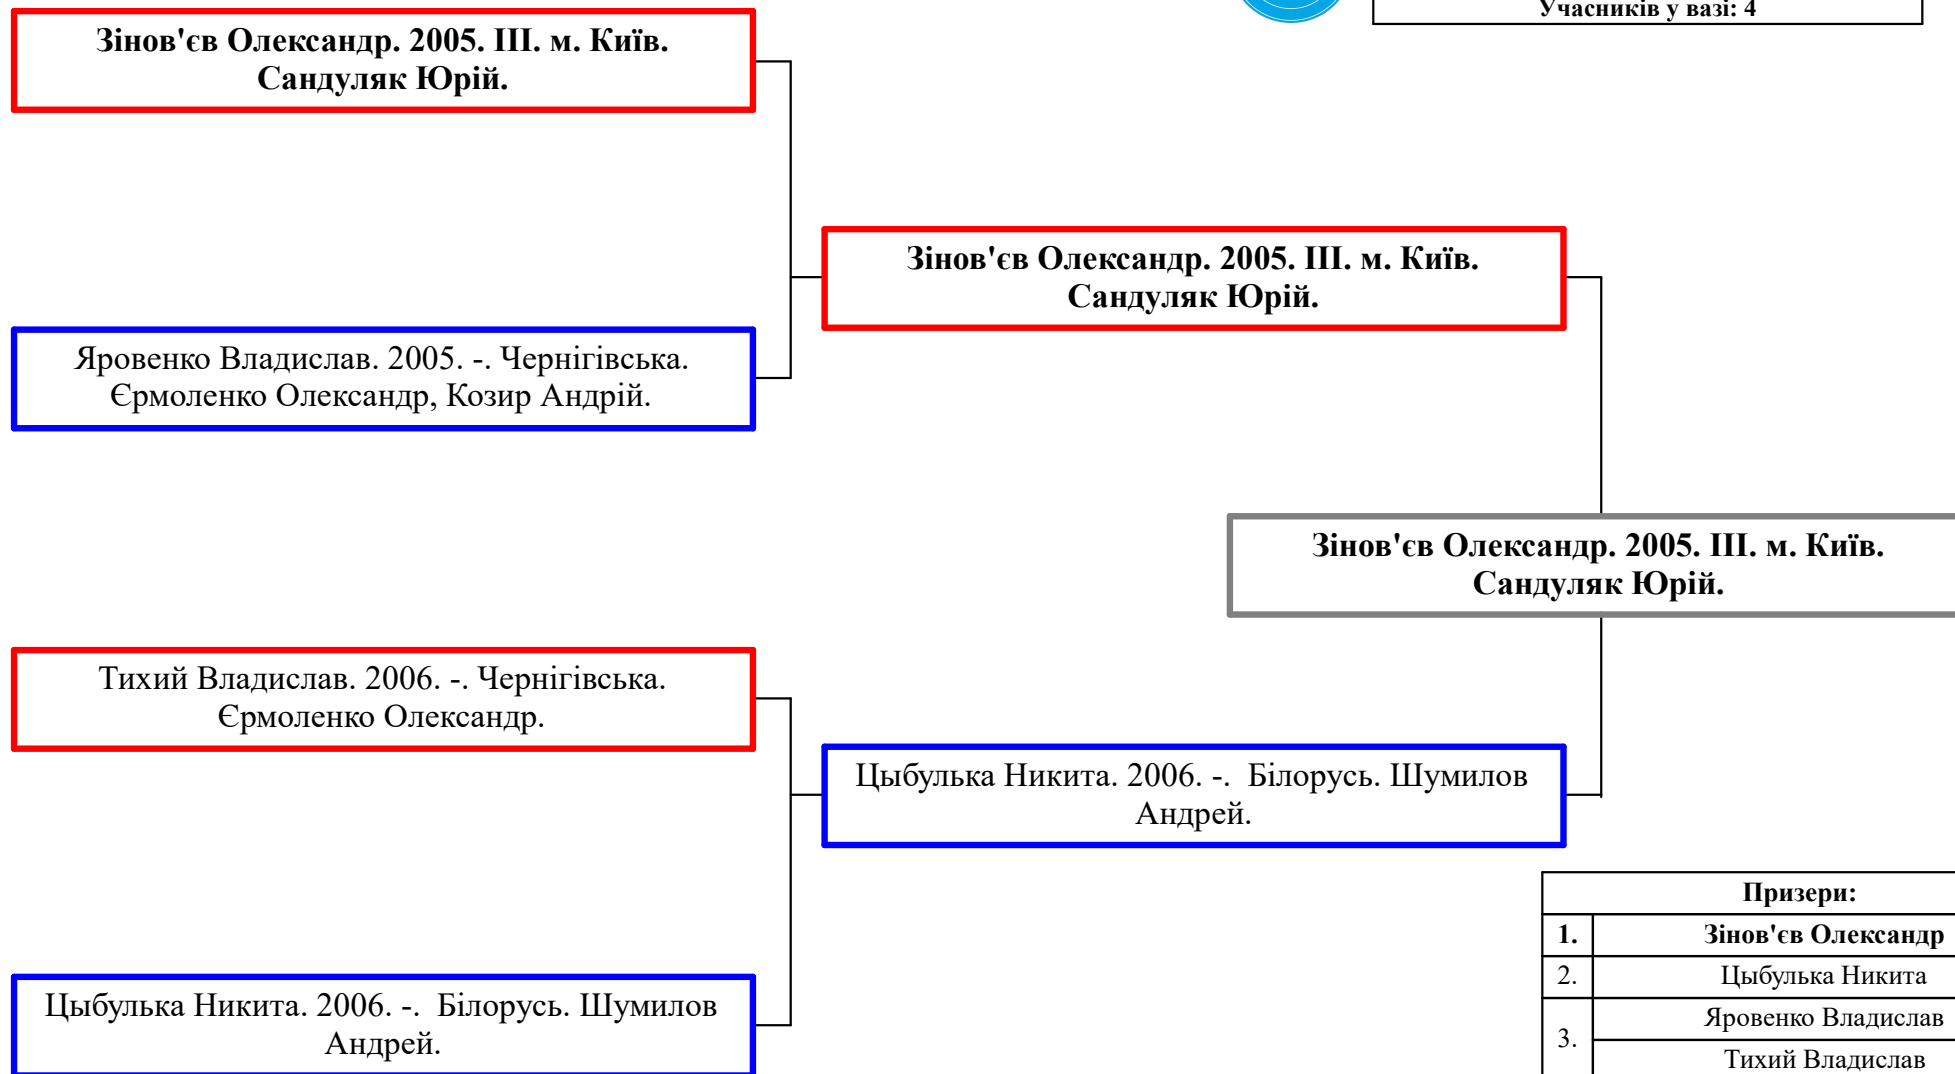 Учасників у вазі: 4
Зінов'єв Олександр. 2005. III. м. Київ.
Сандуляк Юрій.
Зінов'єв Олександр. 2005. III. м. Київ.
Сандуляк Юрій.
Яровенко Владислав. 2005. -. Чернігівська.
Єрмоленко Олександр, Козир Андрій.
Зінов'єв Олександр. 2005. III. м. Київ.
Сандуляк Юрій.
Тихий Владислав. 2006. -. Чернігівська.
Єрмоленко Олександр.
Цыбулька Никита. 2006. -.  Білорусь. Шумилов
Андрей.
Цыбулька Никита. 2006. -.  Білорусь. Шумилов
Андрей.
Призери:
1. Зінов'єв Олександр
2. Цыбулька Никита
3. Яровенко Владислав
Тихий Владислав